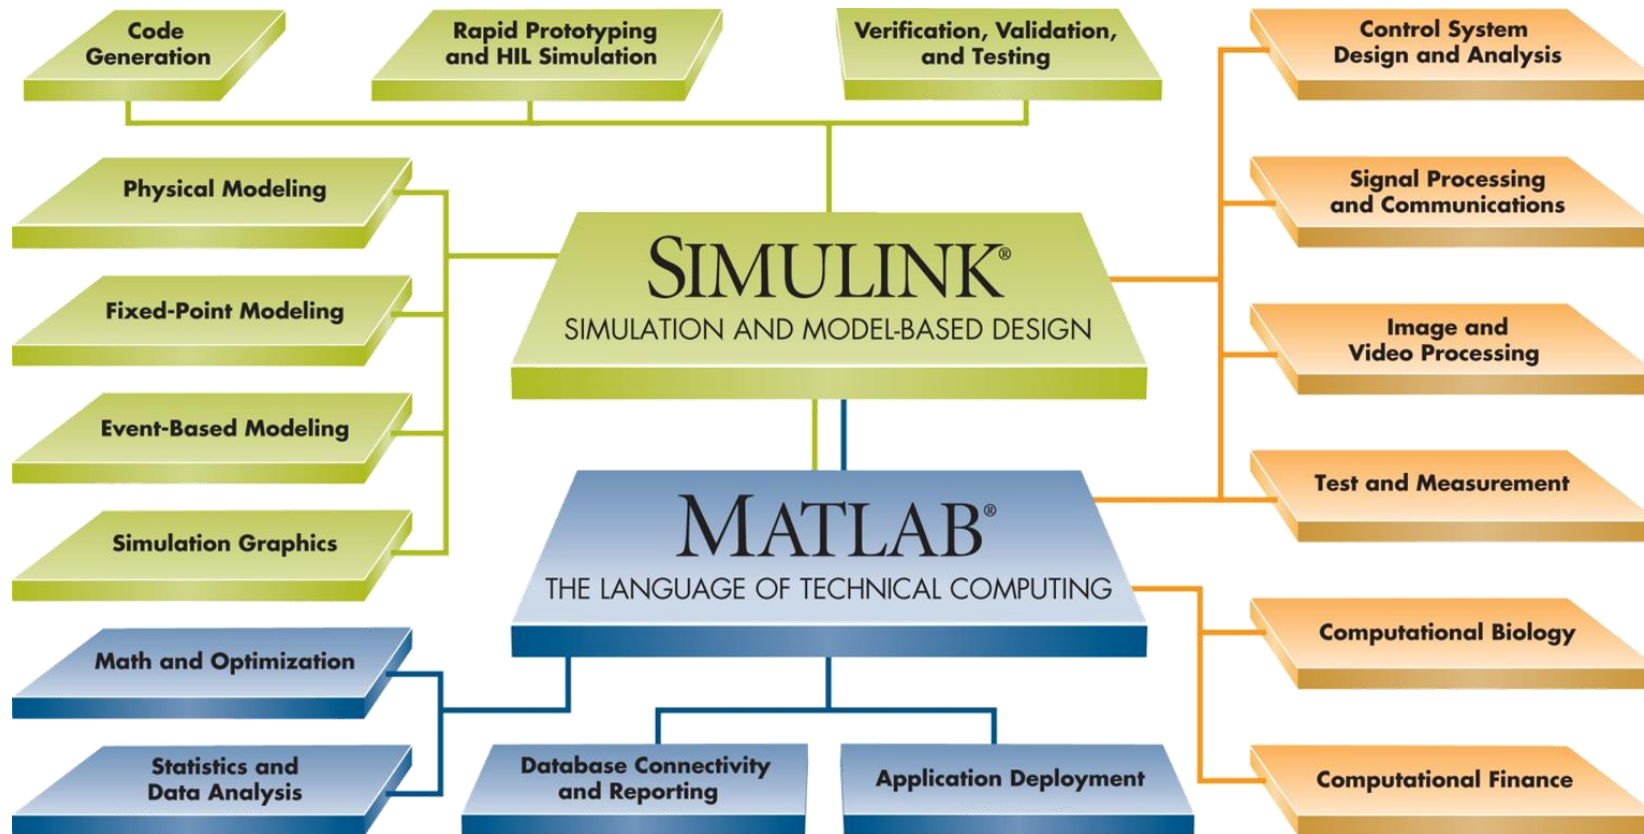 Code
Generation
Rapid Prototyping
and HIL Simulation
Verification, Validation,
and Testing
Control System
Design and Analysis
Physical Modeling
Signal Processing
and Communications
SIMULINK®
SIMULATION AND MODEL-BASED DESIGN
Fixed-Point Modeling
Image and
Video Processing
Event-Based Modeling
Test and Measurement
MATLAB®
THE LANGUAGE OF TECHNICAL COMPUTING
Simulation Graphics
Computational Biology
Math and Optimization
Statistics and
Data Analysis
Database Connectivity
and Reporting
Application Deployment
Computational Finance